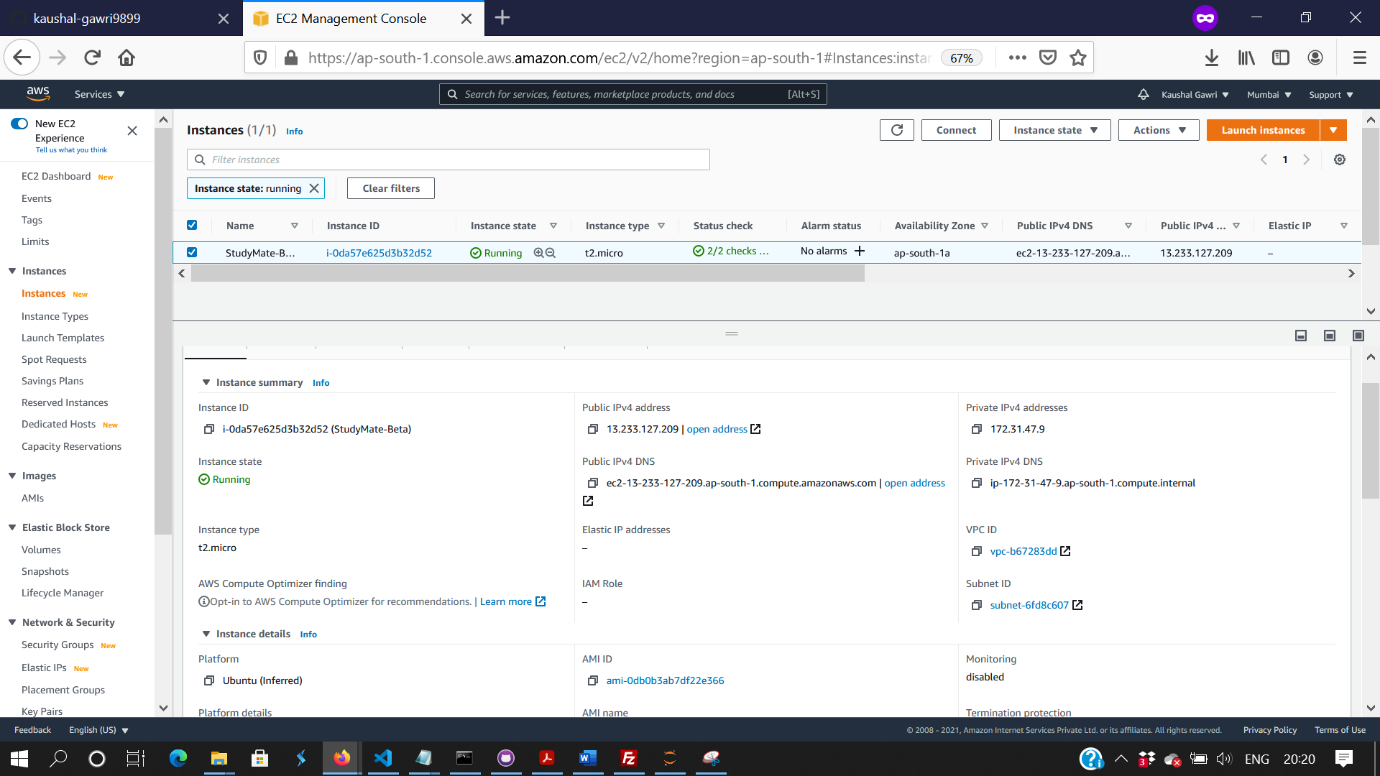 kaushal-gawri9899
EC2 Management Console
https://ap-south-1.console.aws.amazon.com/ec2/v2/home?region=ap-south-1#Instances:instar 67%
aws Services Search for services, features, marketplace products, and docs [Alt+S] Kaushal Gawri Mumbai Support
New EC2 Experience
Tell us what you think
EC2 Dashboard New
Events
Tags
Limits
Instances
Instances New
Instance Types
Launch Templates
Spot Requests
Savings Plans
Reserved Instances
Dedicated Hosts New
Capacity Reservations
Images
AMIs
Elastic Block Store
Volumes
Snapshots
Lifecycle Manager
Network & Security
Security Groups New
Elastic IPs New
Placement Groups
Key Pairs
Instances (1/1) Info
Connect Instance state Actions Launch instances
Filter instances
1
Instance state: running Clear filters
Name Instance ID Instance state Instance type Status check Alarm status Availability Zone Public IPv4 DNS Public IPv4 ... Elastic IP
StudyMate-B... i-0da57e625d3b32d52 Running t2.micro 2/2 checks ... No alarms + ap-south-1a ec2-13-233-127-209.a... 13.233.127.209 –
Instance summary Info
Instance ID
i-0da57e625d3b32d52 (StudyMate-Beta)
Public IPv4 address
13.233.127.209 | open address
Private IPv4 addresses
172.31.47.9
Instance state
Running
Public IPv4 DNS
ec2-13-233-127-209.ap-south-1.compute.amazonaws.com | open address
Private IPv4 DNS
ip-172-31-47-9.ap-south-1.compute.internal
Instance type
t2.micro
Elastic IP addresses
–
VPC ID
vpc-b67283dd
AWS Compute Optimizer finding
Opt-in to AWS Compute Optimizer for recommendations. | Learn more
IAM Role
–
Subnet ID
subnet-6fd8c607
Instance details Info
Platform
Ubuntu (Inferred)
AMI ID
ami-0db0b3ab7df22e366
Monitoring
disabled
Platform details
AMI name
Termination protection
Feedback English (US) © 2008 - 2021, Amazon Internet Services Private Ltd. or its affiliates. All rights reserved. Privacy Policy Terms of Use
3 ENG 20:20